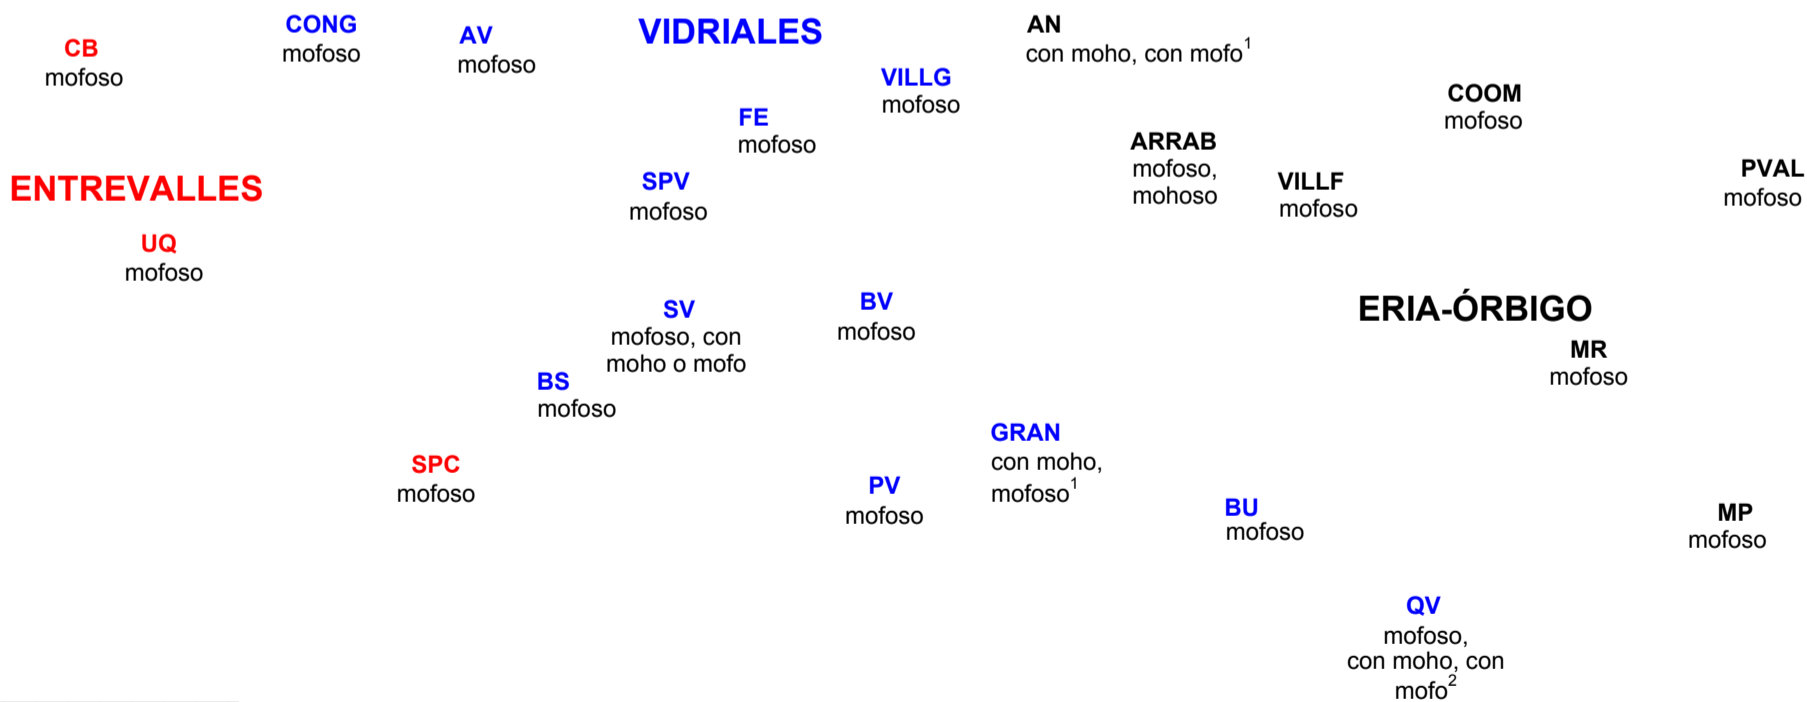 CONG
mofoso
AV
mofoso
VIDRIALES
AN
con moho, con mofo¹
CB
mofoso
VILLG
mofoso
COOM
mofoso
FE
mofoso
ARRAB
mofoso,
mohoso
PVAL
mofoso
ENTREVALLES
SPV
mofoso
VILLF
mofoso
UQ
mofoso
SV
mofoso, con
moho o mofo
BV
mofoso
ERIA-ÓRBIGO
MR
mofoso
BS
mofoso
GRAN
con moho,
mofoso¹
SPC
mofoso
PV
mofoso
BU
mofoso
MP
mofoso
QV
mofoso,
con moho, con
mofo²